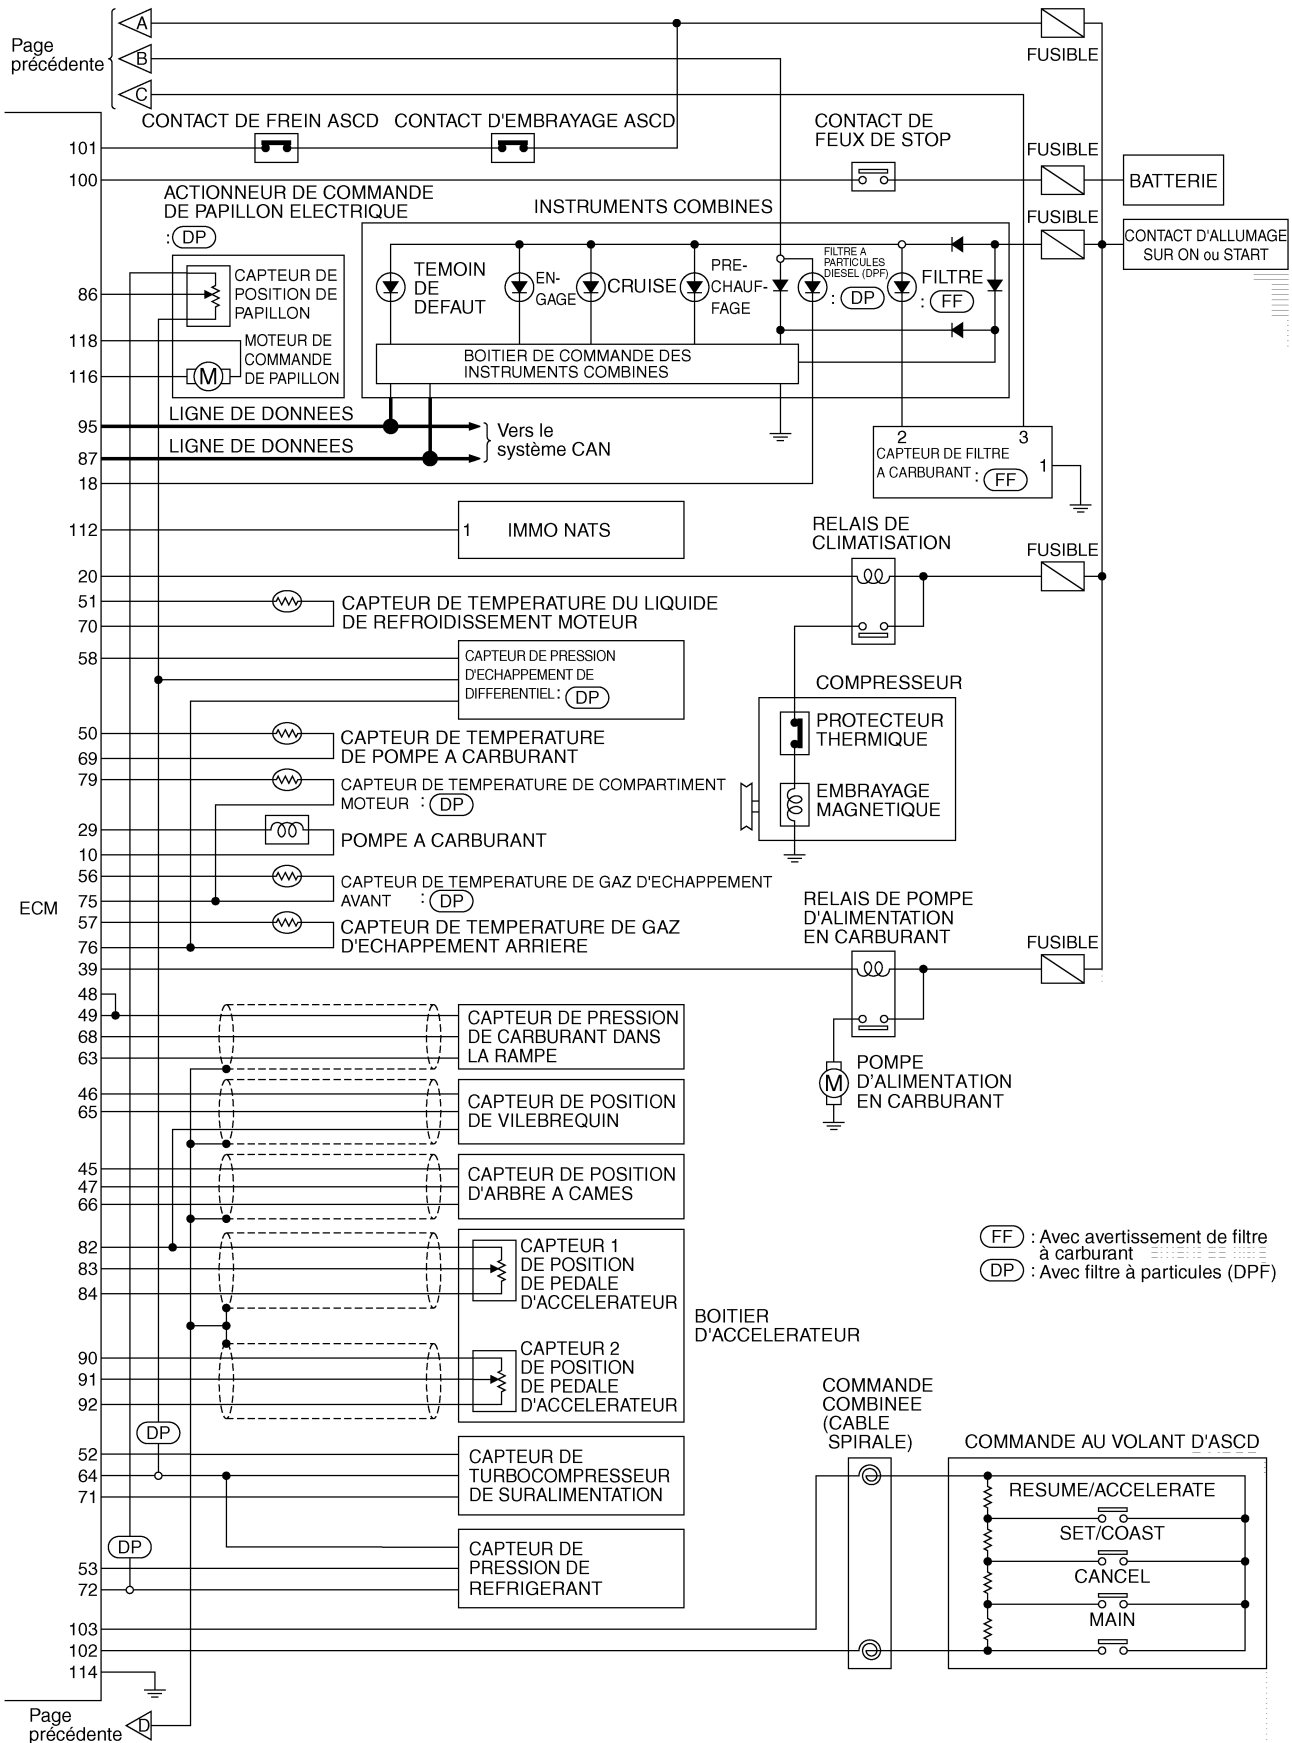 A
Page
précédente
B
C
FUSIBLE
CONTACT DE FREIN ASCD
CONTACT D'EMBRAYAGE ASCD
CONTACT DE
FEUX DE STOP
101
100
FUSIBLE
BATTERIE
ACTIONNEUR DE COMMANDE
DE PAPILLON ELECTRIQUE
: DP
INSTRUMENTS COMBINES
FUSIBLE
CONTACT D'ALLUMAGE
SUR ON ou START
CAPTEUR DE
POSITION DE
PAPILLON
86
118
116
MOTEUR DE
COMMANDE
DE PAPILLON
M
TEMOIN
DE
DEFAUT
EN-
GAGE
CRUISE
PRE-
CHAUF-
FAGE
FILTRE A
PARTICULES
DIESEL (DPF)
: DP
FILTRE
: FF
BOITIER DE COMMANDE DES
INSTRUMENTS COMBINES
95
LIGNE DE DONNEES
87
LIGNE DE DONNEES
Vers le
système CAN
18
2
3
CAPTEUR DE FILTRE
A CARBURANT : FF
1
112
1 IMMO NATS
RELAIS DE
CLIMATISATION
FUSIBLE
20
51
70
CAPTEUR DE TEMPERATURE DU LIQUIDE
DE REFROIDISSEMENT MOTEUR
58
CAPTEUR DE PRESSION
D'ECHAPPEMENT DE
DIFFERENTIEL : DP
COMPRESSEUR
PROTECTEUR
THERMIQUE
EMBRAYAGE
MAGNETIQUE
50
69
CAPTEUR DE TEMPERATURE
DE POMPE A CARBURANT
79
CAPTEUR DE TEMPERATURE DE COMPARTIMENT
MOTEUR : DP
29
10
POMPE A CARBURANT
56
75
CAPTEUR DE TEMPERATURE DE GAZ D'ECHAPPEMENT
AVANT : DP
ECM
57
76
CAPTEUR DE TEMPERATURE DE GAZ
D'ECHAPPEMENT ARRIERE
RELAIS DE POMPE
D'ALIMENTATION
EN CARBURANT
FUSIBLE
39
48
49
68
63
CAPTEUR DE PRESSION
DE CARBURANT DANS
LA RAMPE
M
POMPE
D'ALIMENTATION
EN CARBURANT
46
65
CAPTEUR DE POSITION
DE VILEBREQUIN
45
47
66
CAPTEUR DE POSITION
D'ARBRE A CAMES
82
83
84
CAPTEUR 1
DE POSITION
DE PEDALE
D'ACCELERATEUR
FF : Avec avertissement de filtre
à carburant
DP : Avec filtre à particules (DPF)
BOITIER
D'ACCELERATEUR
90
91
92
CAPTEUR 2
DE POSITION
DE PEDALE
D'ACCELERATEUR
DP
COMMANDE
COMBINEE
(CABLE
SPIRALE)
COMMANDE AU VOLANT D'ASCD
52
64
71
CAPTEUR DE
TURBOCOMPRESSEUR
DE SURALIMENTATION
RESUME/ACCELERATE
SET/COAST
CANCEL
MAIN
DP
53
72
CAPTEUR DE
PRESSION DE
REFRIGERANT
103
102
114
Page
précédente
D